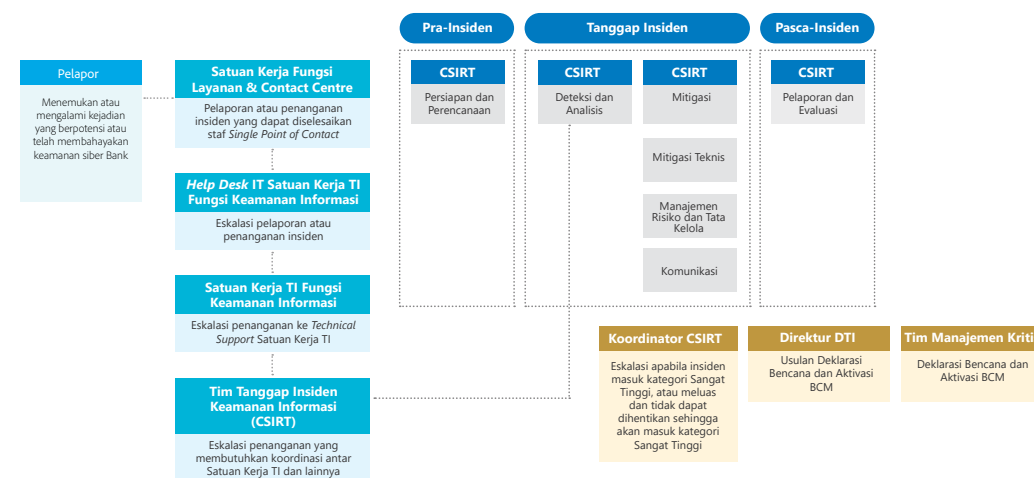 Pra-Insiden
Tanggap Insiden
Pasca-Insiden
Pelapor
Menemukan atau
mengalami kejadian
yang berpotensi atau
telah membahayakan
keamanan siber Bank
Satuan Kerja Fungsi
Layanan & Contact Centre
Pelaporan atau penanganan
insiden yang dapat diselesaikan
staf Single Point of Contact
Help Desk IT Satuan Kerja TI
Fungsi Keamanan Informasi
Eskalasi pelaporan atau
penanganan insiden
Satuan Kerja TI Fungsi
Keamanan Informasi
Eskalasi penanganan ke Technical
Support Satuan Kerja TI
Tim Tanggap Insiden
Keamanan Informasi
(CSIRT)
Eskalasi penanganan yang
membutuhkan koordinasi antar
Satuan Kerja TI dan lainnya
CSIRT
Persiapan dan
Perencanaan
CSIRT
Deteksi dan
Analisis
CSIRT
Mitigasi
Mitigasi Teknis
Manajemen
Risiko dan Tata
Kelola
Komunikasi
CSIRT
Pelaporan dan
Evaluasi
Koordinator CSIRT
Eskalasi apabila insiden
masuk kategori Sangat
Tinggi, atau meluas
dan tidak dapat
dihentikan sehingga
akan masuk kategori
Sangat Tinggi
Direktur DTI
Usulan Deklarasi
Bencana dan Aktivasi
BCM
Tim Manajemen Kriti
Deklarasi Bencana dan
Aktivasi BCM